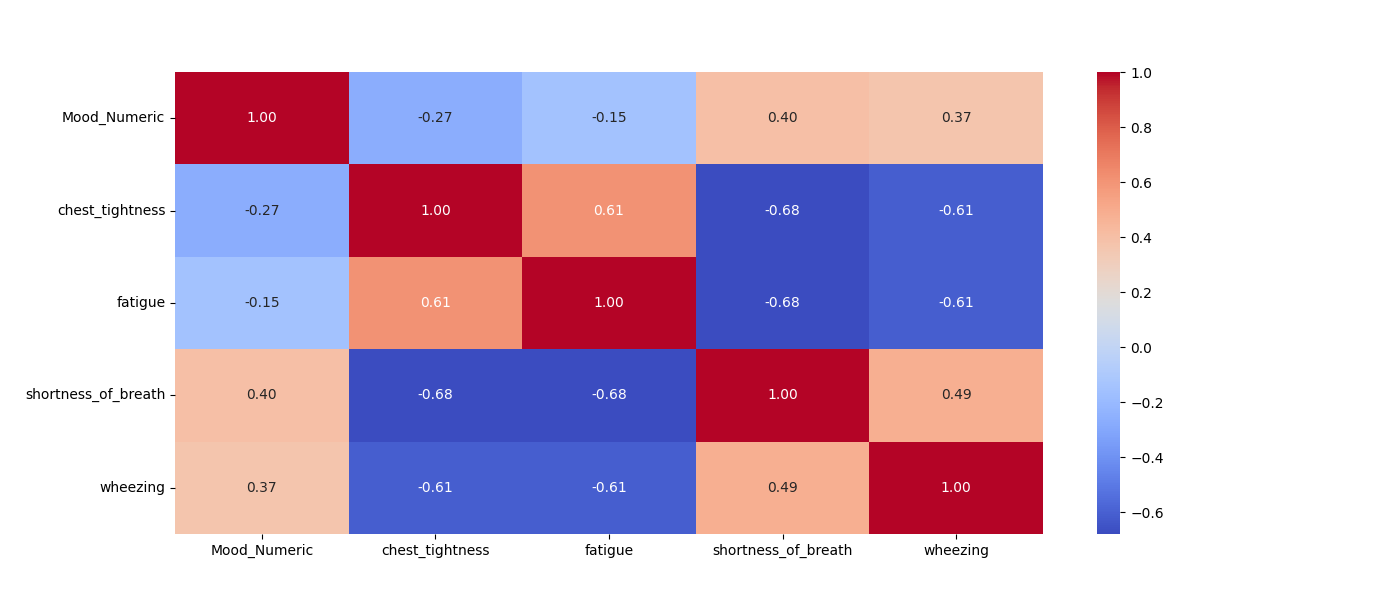 Mood_Numeric 1.00 -0.27 -0.15 0.40 0.37
chest_tightness -0.27 1.00 0.61 -0.68 -0.61
fatigue -0.15 0.61 1.00 -0.68 -0.61
shortness_of_breath 0.40 -0.68 -0.68 1.00 0.49
wheezing 0.37 -0.61 -0.61 0.49 1.00
Mood_Numeric chest_tightness fatigue shortness_of_breath wheezing
1.0
0.8
0.6
0.4
0.2
0.0
−0.2
−0.4
−0.6